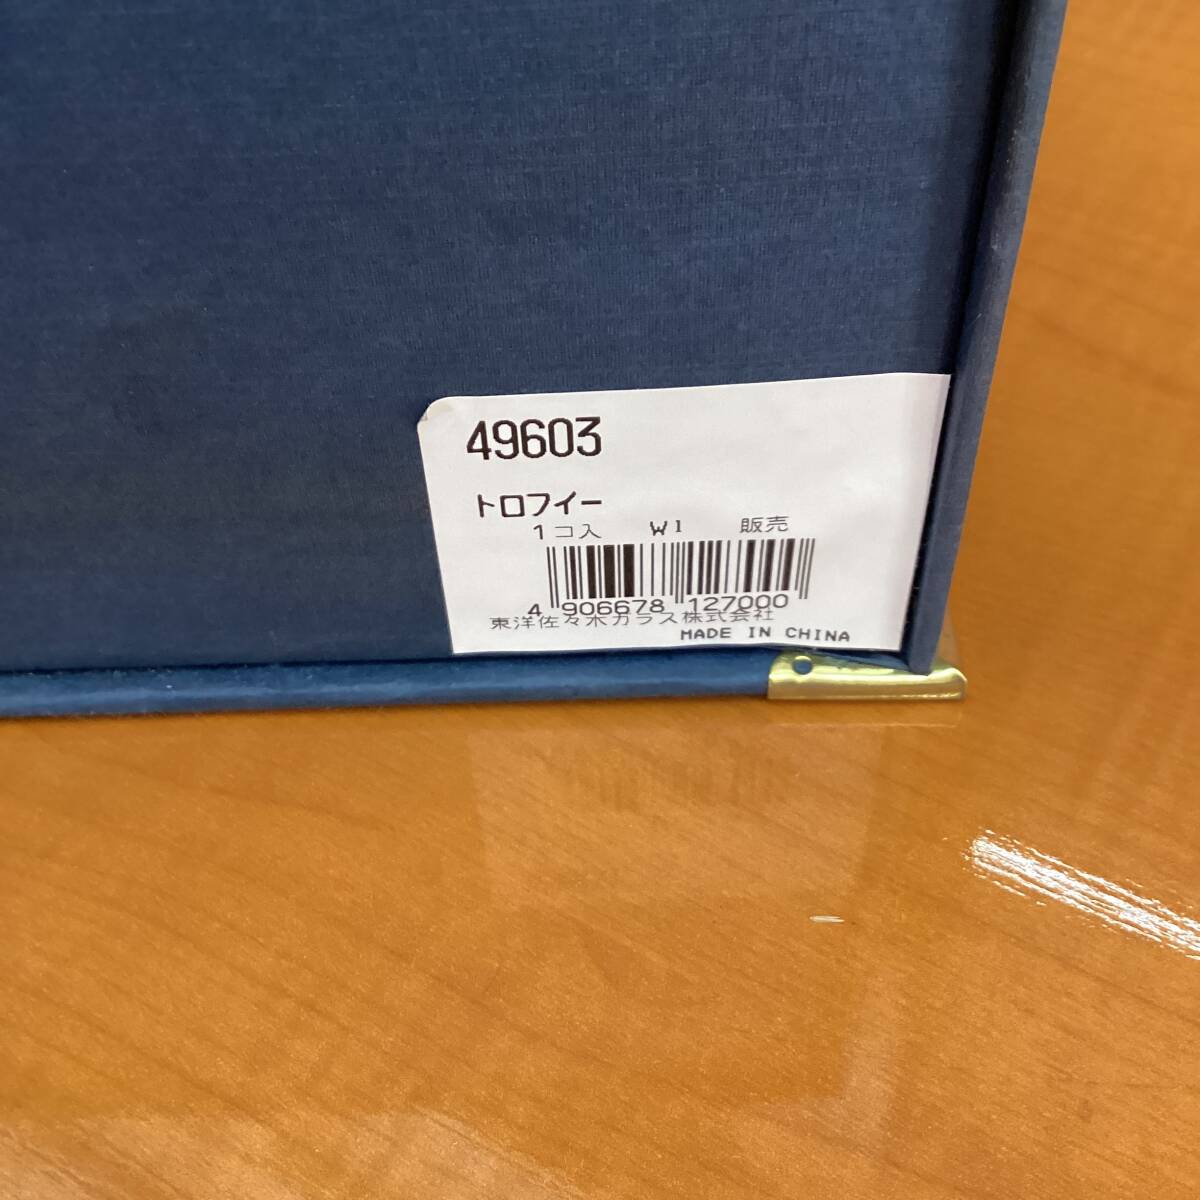 49603
トロフイー
1コ入 W1 販売
4 906678 127000
東洋佐々木ガラス株式会社
MADE IN CHINA